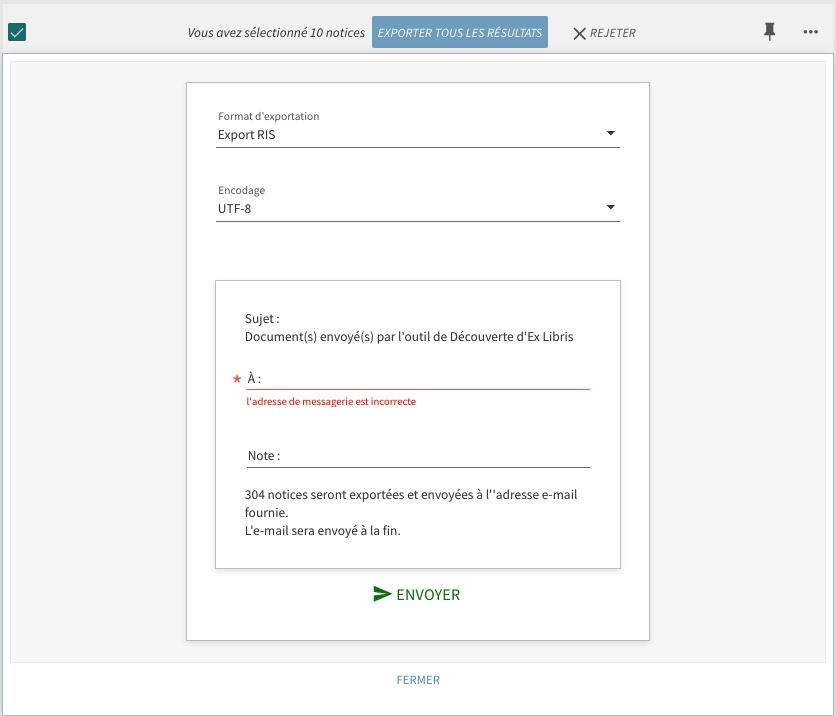 Vous avez sélectionné 10 notices EXPORTER TOUS LES RÉSULTATS REJETER
Format d'exportation
Export RIS
Encodage
UTF-8
Sujet :
Document(s) envoyé(s) par l'outil de Découverte d'Ex Libris
* À :
l'adresse de messagerie est incorrecte
Note :
304 notices seront exportées et envoyées à l''adresse e-mail
fournie.
L'e-mail sera envoyé à la fin.
ENVOYER
FERMER